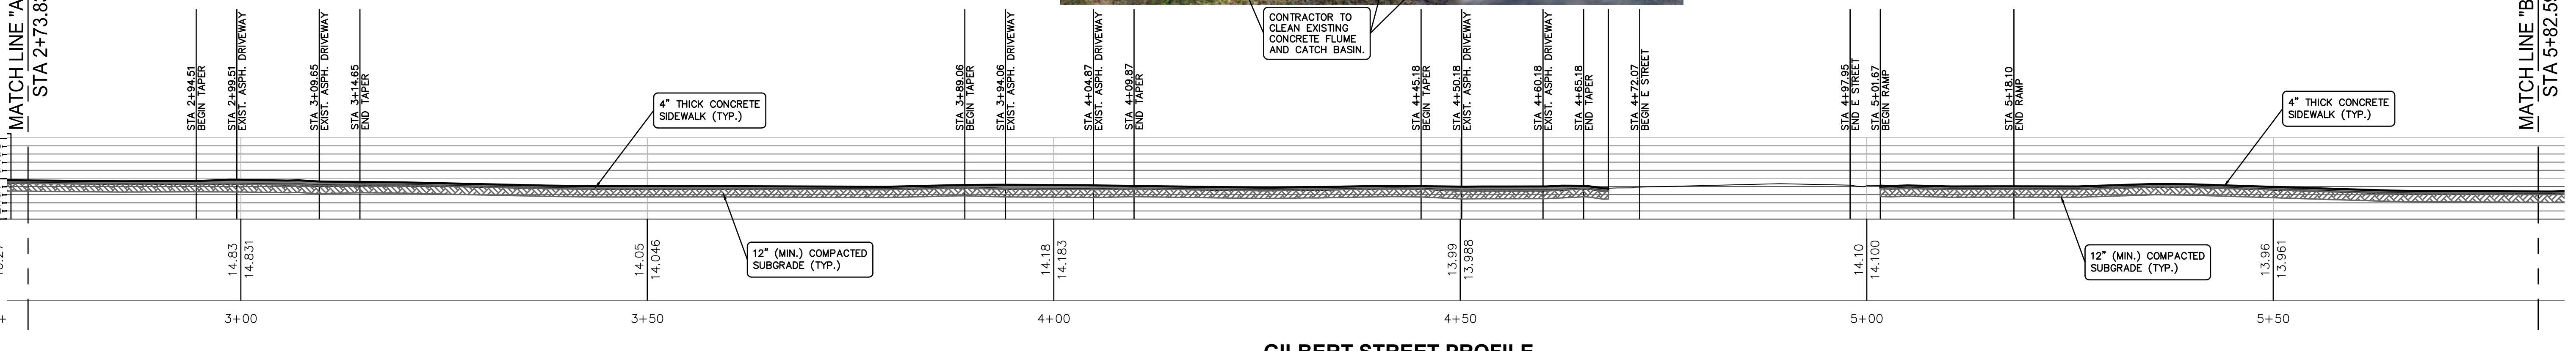 MATCH LINE "A
STA 2+73.8
STA 2+94.51
BEGIN TAPER
STA 2+99.51
EXIST. ASPH. DRIVEWAY
STA 3+09.65
EXIST. ASPH. DRIVEWAY
STA 3+14.65
END TAPER
4" THICK CONCRETE
SIDEWALK (TYP.)
STA 3+89.06
BEGIN TAPER
STA 3+94.06
EXIST. ASPH. DRIVEWAY
STA 4+04.87
EXIST. ASPH. DRIVEWAY
STA 4+09.87
END TAPER
CONTRACTOR TO
CLEAN EXISTING
CONCRETE FLUME
AND CATCH BASIN.
STA 4+45.18
BEGIN TAPER
STA 4+50.18
EXIST. ASPH. DRIVEWAY
STA 4+60.18
EXIST. ASPH. DRIVEWAY
STA 4+65.18
END TAPER
STA 4+72.07
BEGIN E STREET
STA 4+97.95
END E STREET
STA 5+01.67
BEGIN RAMP
STA 5+18.10
END RAMP
4" THICK CONCRETE
SIDEWALK (TYP.)
MATCH LINE "B
STA 5+82.5
12" (MIN.) COMPACTED
SUBGRADE (TYP.)
12" (MIN.) COMPACTED
SUBGRADE (TYP.)
14.83
14.831
14.05
14.046
14.18
14.183
13.99
13.988
14.10
14.100
13.96
13.961
+
3+00
3+50
4+00
4+50
5+00
5+50
GILBERT STREET PROFILE